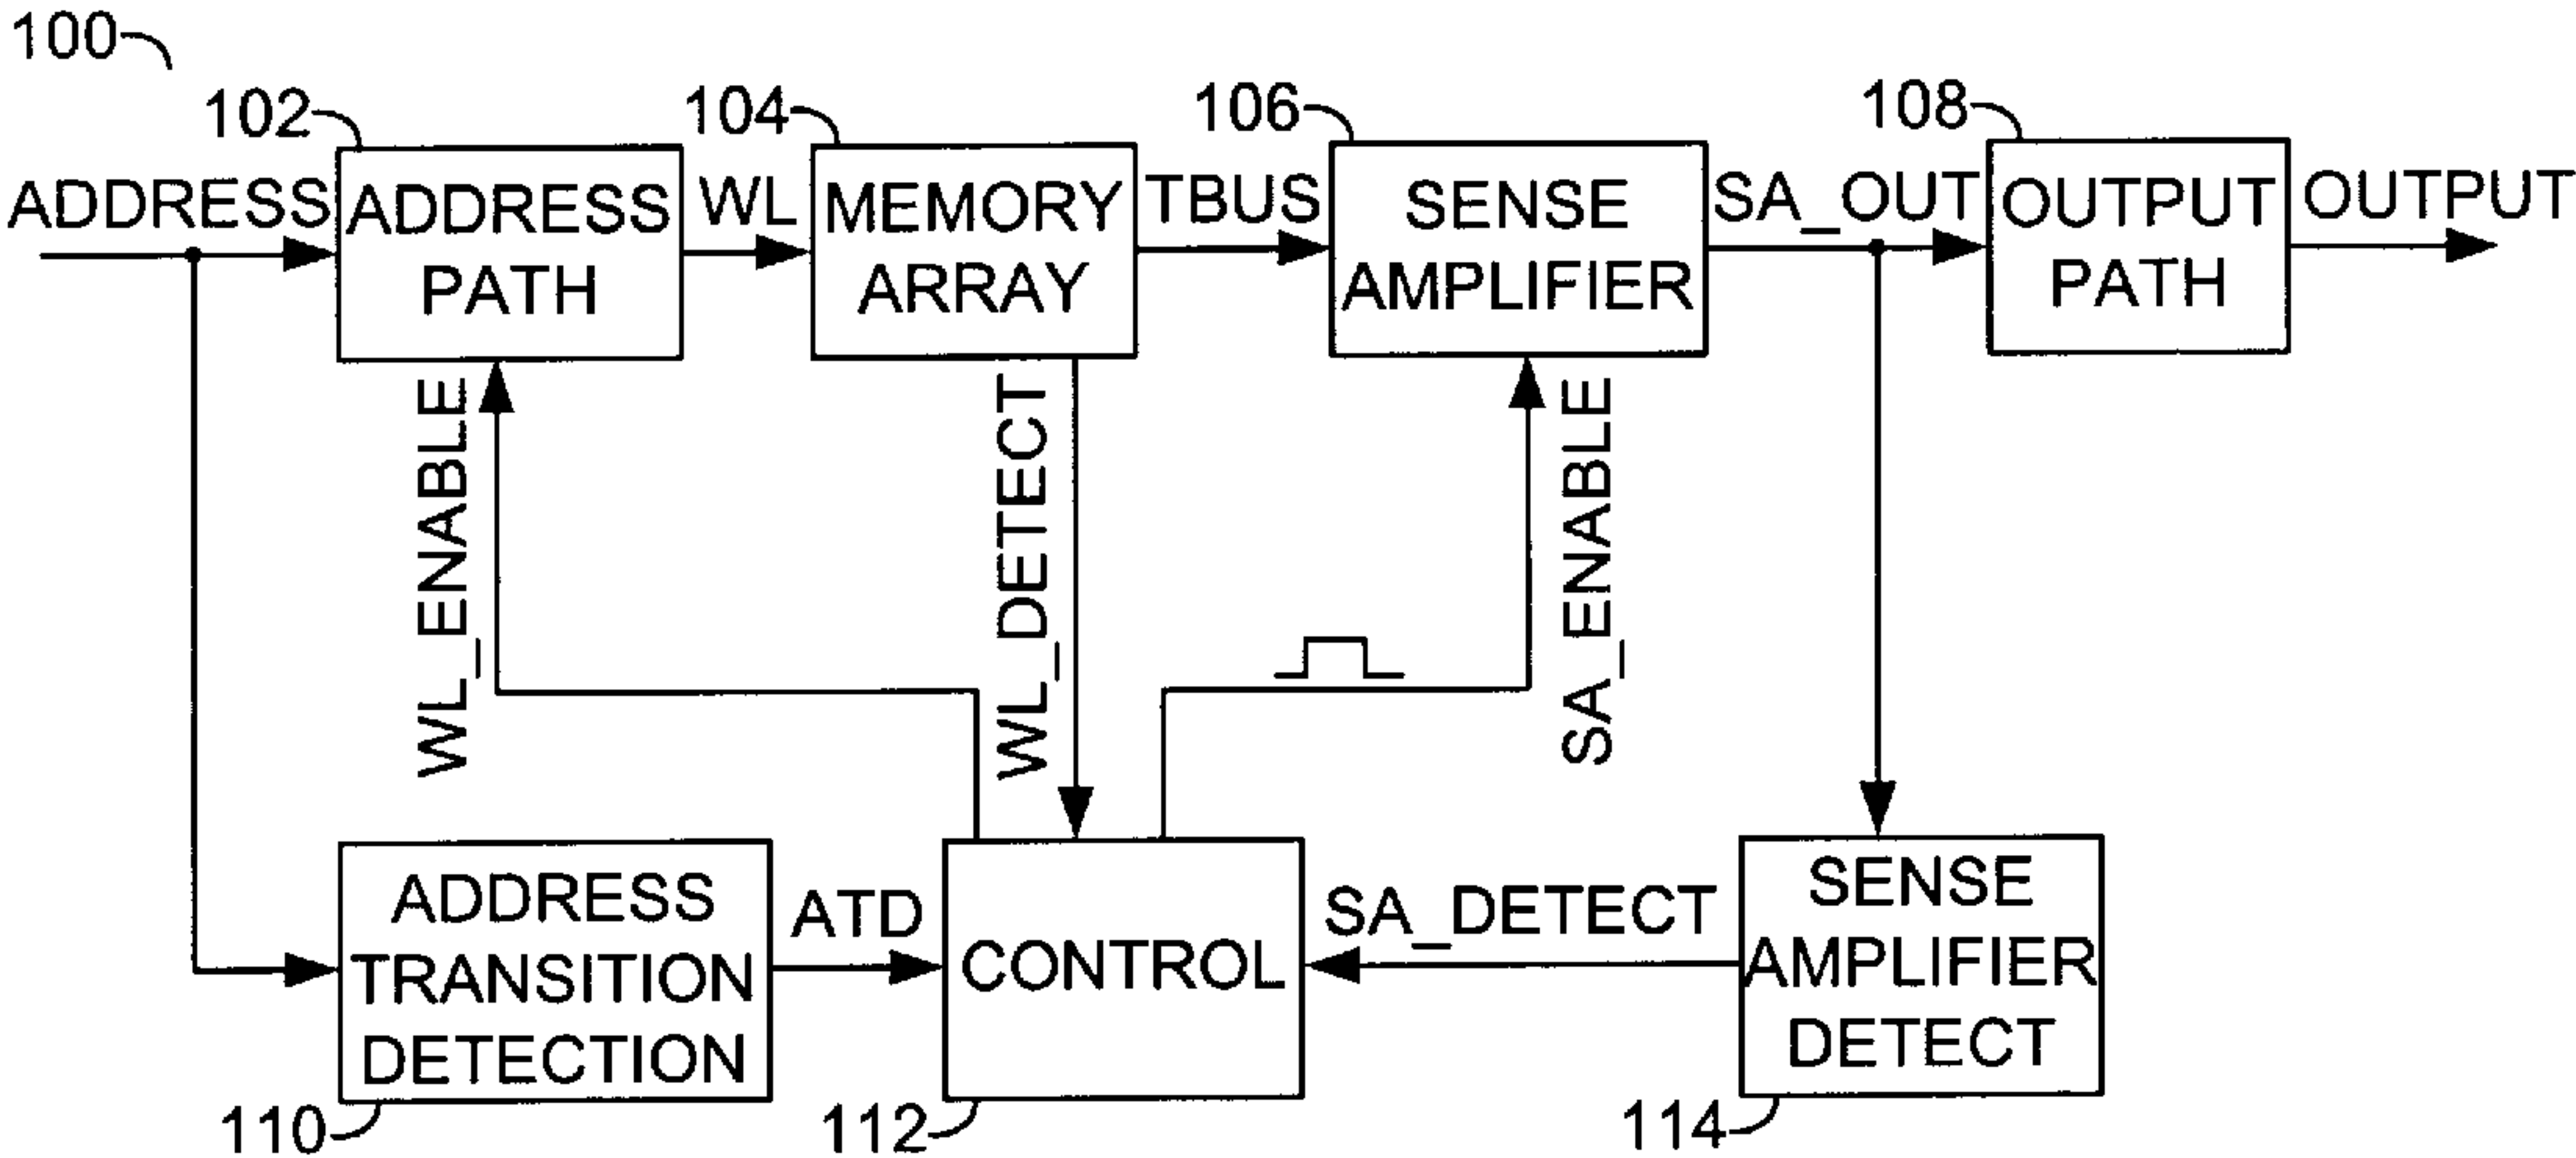 100
102
104
106
108
ADDRESS
ADDRESS
PATH
WL
MEMORY
ARRAY
TBUS
SENSE
AMPLIFIER
SA_OUT
OUTPUT
PATH
OUTPUT
WL_ENABLE
WL_DETECT
SA_ENABLE
ADDRESS
TRANSITION
DETECTION
ATD
CONTROL
SA_DETECT
SENSE
AMPLIFIER
DETECT
110
112
114